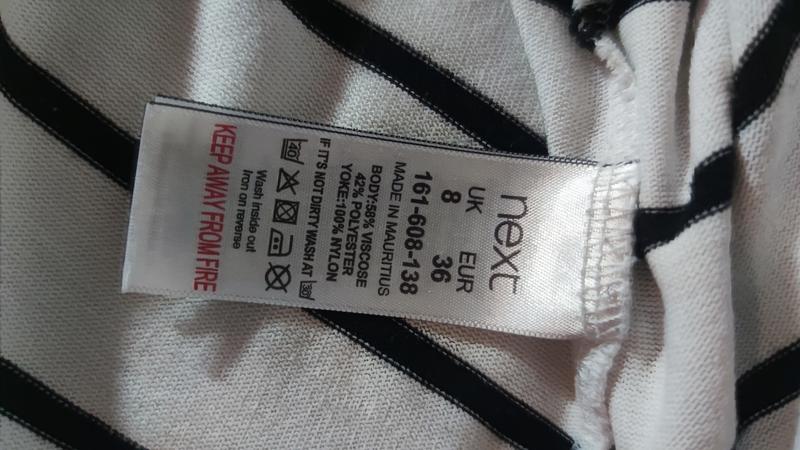 next
UK EUR
8 36
161-608-138
MADE IN MAURITIUS
BODY:58% VISCOSE
42% POLYESTER
YOKE:100% NYLON
IF IT'S NOT DIRTY WASH AT 30
40
Wash inside out
Iron on reverse
KEEP AWAY FROM FIRE